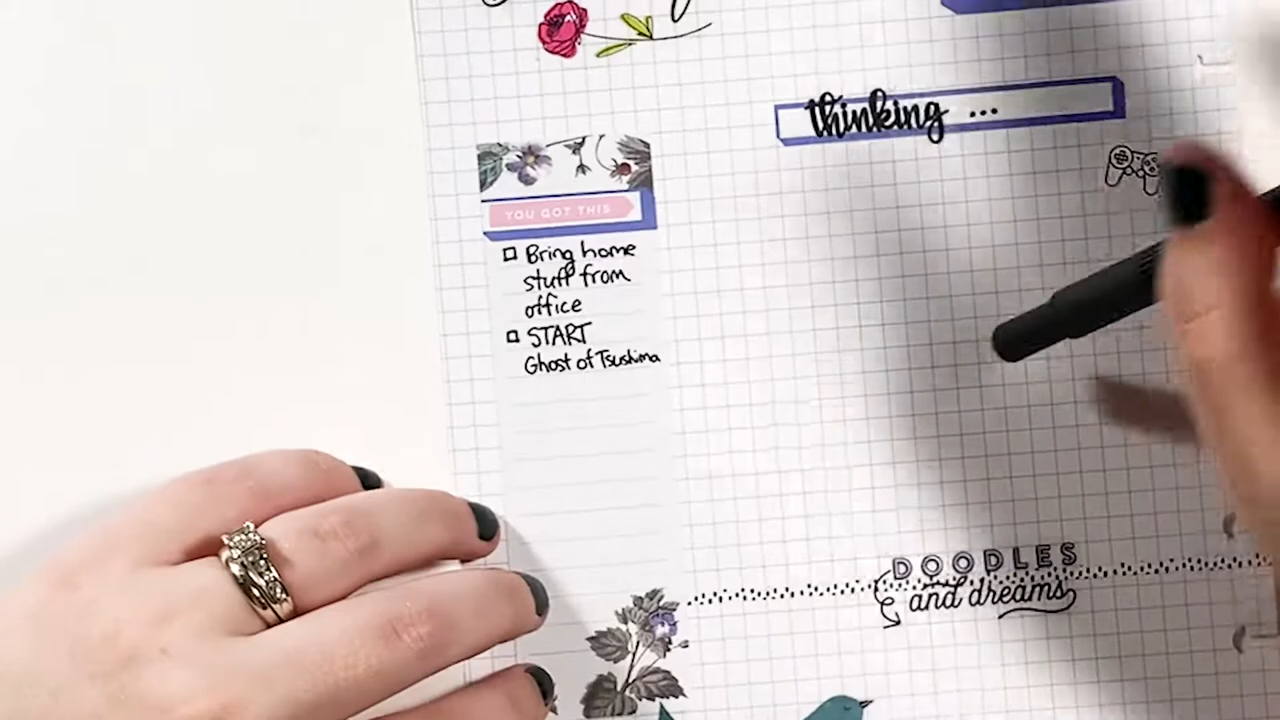 thinking ...
YOU GOT THIS
Bring home
stuff from
office
START
Ghost of Tsushima
DOODLES
and dreams